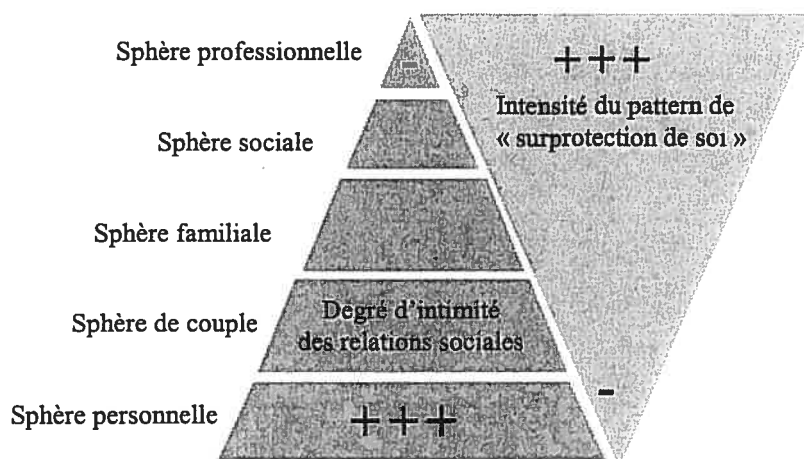 Sphère professionnelle
-
+++
Intensité du pattern de
« surprotection de soi »
Sphère sociale
Sphère familiale
Sphère de couple
Degré d'intimité
des relations sociales
-
Sphère personnelle
+++